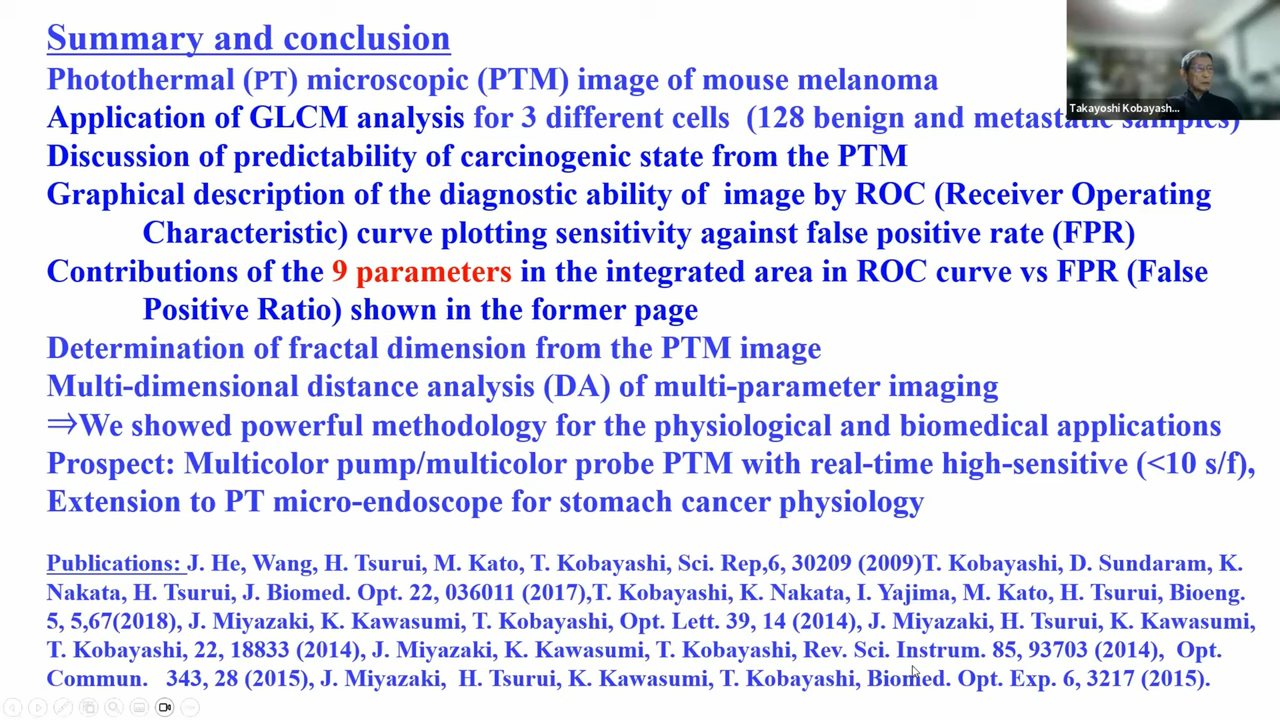 Summary and conclusion
Takayoshi Kobayash...
Photothermal (PT) microscopic (PTM) image of mouse melanoma
Application of GLCM analysis for 3 different cells (128 benign and metastatic samples)
Discussion of predictability of carcinogenic state from the PTM
Graphical description of the diagnostic ability of image by ROC (Receiver Operating
Characteristic) curve plotting sensitivity against false positive rate (FPR)
Contributions of the 9 parameters in the integrated area in ROC curve vs FPR (False
Positive Ratio) shown in the former page
Determination of fractal dimension from the PTM image
Multi-dimensional distance analysis (DA) of multi-parameter imaging
⇒We showed powerful methodology for the physiological and biomedical applications
Prospect: Multicolor pump/multicolor probe PTM with real-time high-sensitive (<10 s/f),
Extension to PT micro-endoscope for stomach cancer physiology
Publications: J. He, Wang, H. Tsurui, M. Kato, T. Kobayashi, Sci. Rep,6, 30209 (2009)T. Kobayashi, D. Sundaram, K.
Nakata, H. Tsurui, J. Biomed. Opt. 22, 036011 (2017),T. Kobayashi, K. Nakata, I. Yajima, M. Kato, H. Tsurui, Bioeng.
5, 5,67(2018), J. Miyazaki, K. Kawasumi, T. Kobayashi, Opt. Lett. 39, 14 (2014), J. Miyazaki, H. Tsurui, K. Kawasumi,
T. Kobayashi, 22, 18833 (2014), J. Miyazaki, K. Kawasumi, T. Kobayashi, Rev. Sci. Instrum. 85, 93703 (2014), Opt.
Commun. 343, 28 (2015), J. Miyazaki, H. Tsurui, K. Kawasumi, T. Kobayashi, Biomed. Opt. Exp. 6, 3217 (2015).